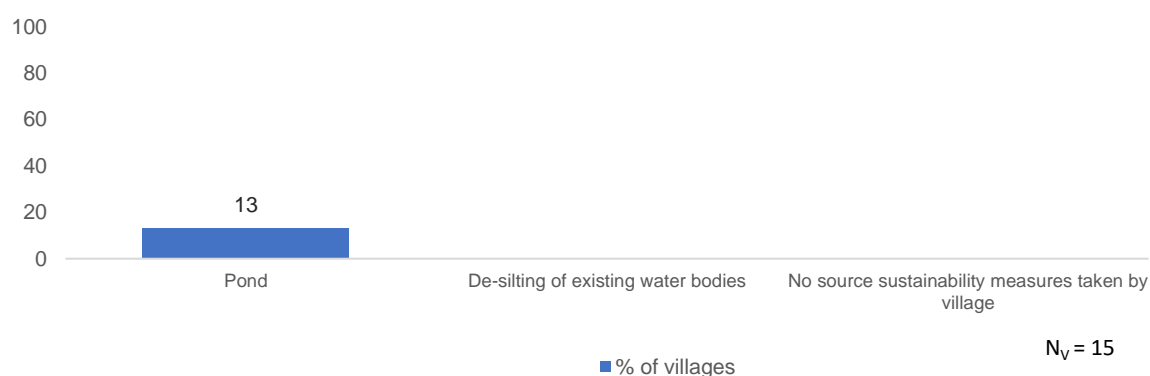 100
80
60
40
20
0
13
Pond
De-silting of existing water bodies
No source sustainability measures taken by
village
N_V = 15
% of villages